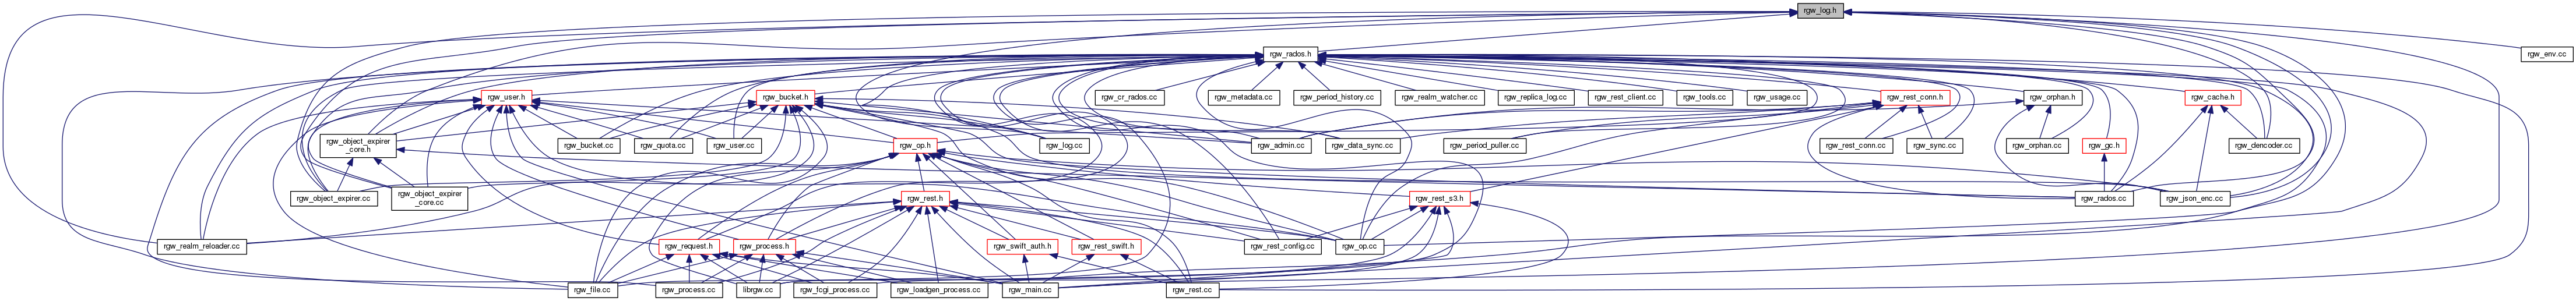 rgw_log.h
rgw_rados.h
rgw_env.cc
rgw_user.h
rgw_bucket.h
rgw_cr_rados.cc
rgw_metadata.cc
rgw_period_history.cc
rgw_realm_watcher.cc
rgw_replica_log.cc
rgw_rest_client.cc
rgw_tools.cc
rgw_usage.cc
rgw_rest_conn.h
rgw_orphan.h
rgw_cache.h
rgw_object_expirer
_core.h
rgw_bucket.cc
rgw_quota.cc
rgw_user.cc
rgw_op.h
rgw_log.cc
rgw_admin.cc
rgw_data_sync.cc
rgw_period_puller.cc
rgw_rest_conn.cc
rgw_sync.cc
rgw_orphan.cc
rgw_gc.h
rgw_dencoder.cc
rgw_object_expirer.cc
rgw_object_expirer
_core.cc
rgw_rest.h
rgw_rest_s3.h
rgw_rados.cc
rgw_json_enc.cc
rgw_realm_reloader.cc
rgw_request.h
rgw_process.h
rgw_swift_auth.h
rgw_rest_swift.h
rgw_rest_config.cc
rgw_op.cc
rgw_file.cc
rgw_process.cc
librgw.cc
rgw_fcgi_process.cc
rgw_loadgen_process.cc
rgw_main.cc
rgw_rest.cc